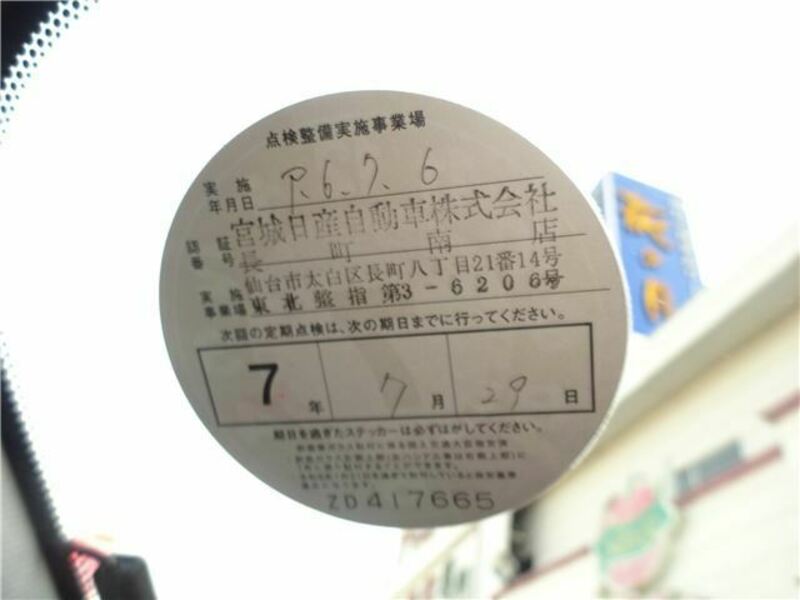 点検整備実施事業場
実施年月日 R.6.7.6
宮城日産自動車株式会社
認証番号 長町南店
仙台市太白区長町八丁目21番14号
実施事業場 東北整指第3-6206号
次回の定期点検は、次の期日までに行ってください。
7年 7月 29日
期日を過ぎたステッカーは必ずはがしてください。
ZD417665